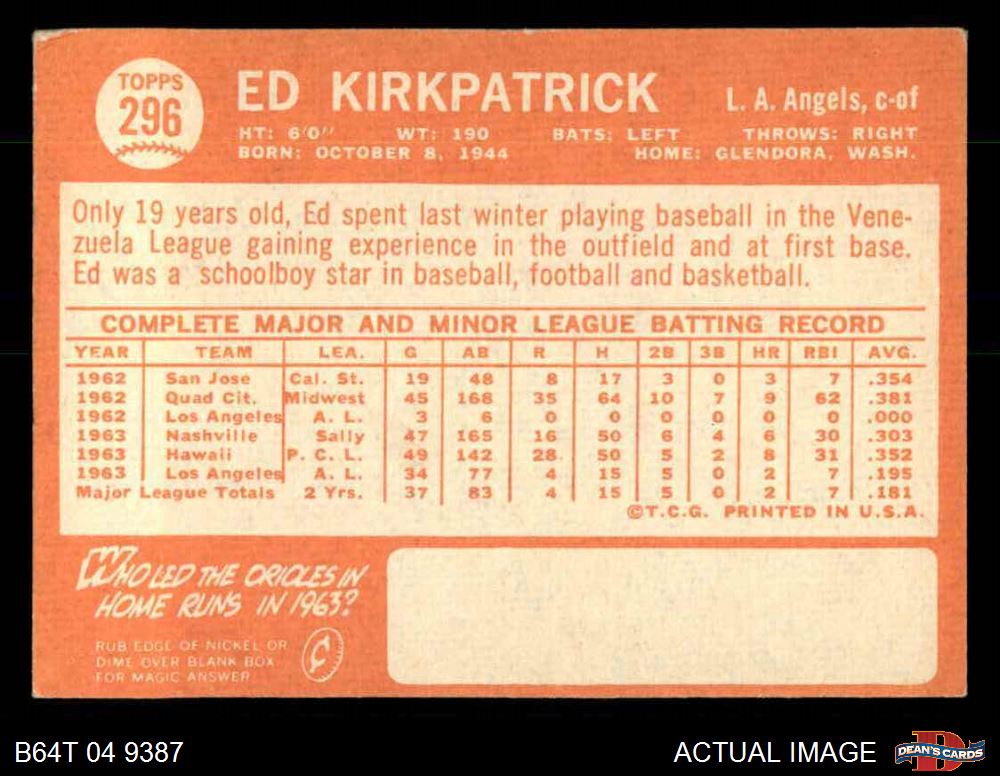 TOPPS
296
ED KIRKPATRICK
L. A. Angels, c-of
HT: 6'0" WT: 190 BATS: LEFT THROWS: RIGHT
BORN: OCTOBER 8, 1944 HOME: GLENDORA, WASH.
Only 19 years old, Ed spent last winter playing baseball in the Vene-
zuela League gaining experience in the outfield and at first base.
Ed was a schoolboy star in baseball, football and basketball.
COMPLETE MAJOR AND MINOR LEAGUE BATTING RECORD
YEAR TEAM LEA. G AB R H 2B 3B HR RBI AVG.
1962 San Jose Cal. St. 19 48 8 17 3 0 3 7 .354
1962 Quad Cit. Midwest 45 168 35 64 10 7 9 62 .381
1962 Los Angeles A. L. 3 6 0 0 0 0 0 0 .000
1963 Nashville Sally 47 165 16 50 6 4 6 30 .303
1963 Hawaii P. C. L. 49 142 28 50 5 2 8 31 .352
1963 Los Angeles A. L. 34 77 4 15 5 0 2 7 .195
Major League Totals 2 Yrs. 37 83 4 15 5 0 2 7 .181
©T.C.G. PRINTED IN U.S.A.
WHO LED THE ORIOLES IN
HOME RUNS IN 1963?
RUB EDGE OF NICKEL OR
DIME OVER BLANK BOX
FOR MAGIC ANSWER
¢
B64T 04 9387
ACTUAL IMAGE
DEAN'S CARDS